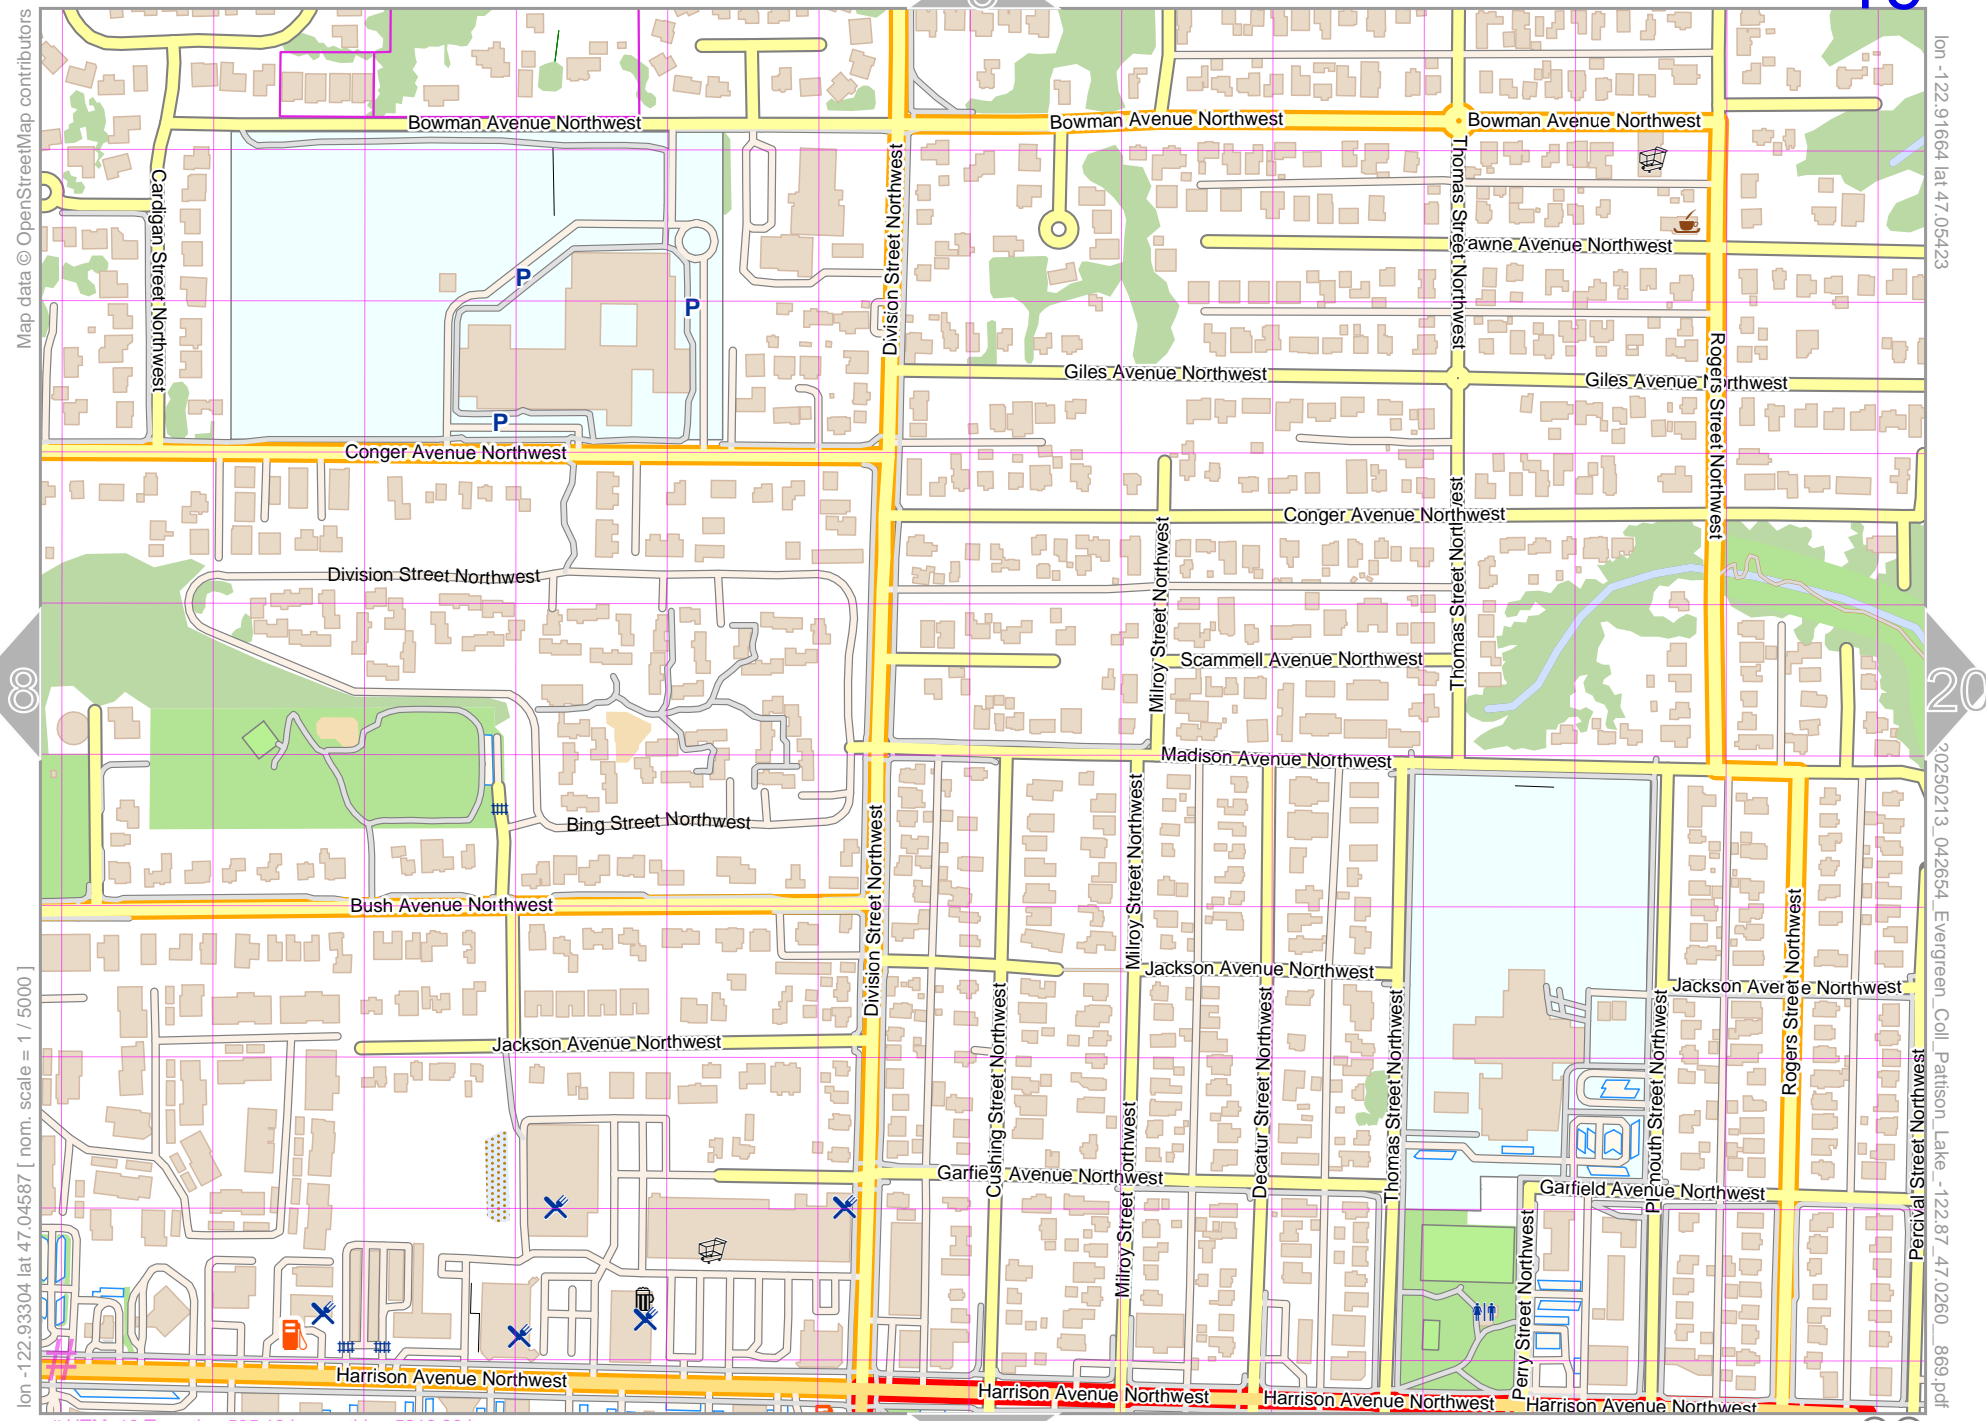 Map data © OpenStreetMap contributors
lon -122.91664 lat 47.05423
Bowman Avenue Northwest
Bowman Avenue Northwest
Bowman Avenue Northwest
Cardigan Street Northwest
Division Street Northwest
Thomas Street Northwest
awne Avenue Northwest
P
P
P
Rogers Street Northwest
Giles Avenue Northwest
Giles Avenue Northwest
Conger Avenue Northwest
Conger Avenue Northwest
Milroy Street Northwest
Thomas Street Northwest
Division Street Northwest
Scammell Avenue Northwest
8
20
Madison Avenue Northwest
Bing Street Northwest
Division Street Northwest
Milroy Street Northwest
Bush Avenue Northwest
Rogers Street Northwest
Jackson Avenue Northwest
Jackson Avenue Northwest
Jackson Avenue Northwest
Cushing Street Northwest
Decatur Street Northwest
Thomas Street Northwest
Plymouth Street Northwest
Percival Street Northwest
Milroy Street Northwest
Garfield Avenue Northwest
Garfield Avenue Northwest
Perry Street Northwest
Harrison Avenue Northwest
Harrison Avenue Northwest
Harrison Avenue Northwest
Harrison Avenue Northwest
#
lon -122.93304 lat 47.04587 [ nom. scale = 1 / 5000 ]
20250213_042654_Evergreen_Coll_Pattison_Lake_-122.87_47.0260__869.pdf